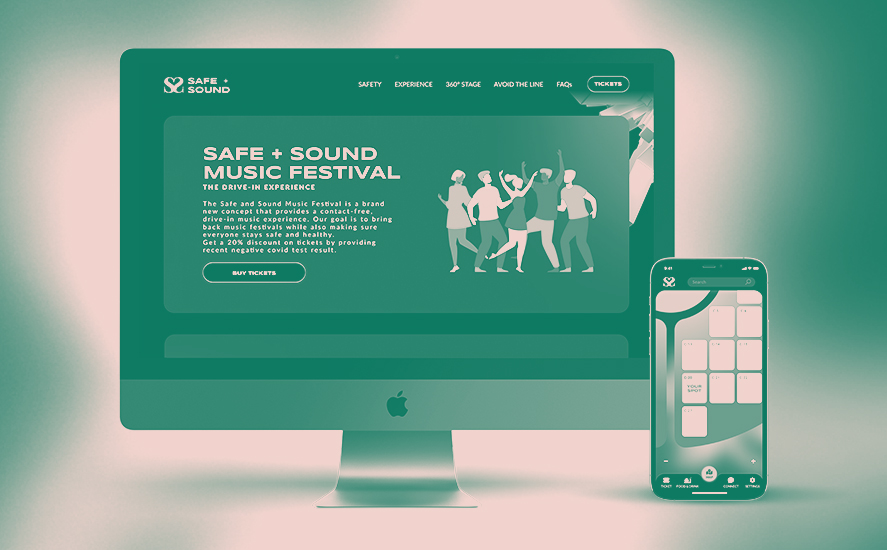 SAFE +
SOUND
SAFETY EXPERIENCE 360° STAGE AVOID THE LINE FAQs TICKETS
SAFE + SOUND
MUSIC FESTIVAL
THE DRIVE-IN EXPERIENCE
The Safe and Sound Music Festival is a brand
new concept that provides a contact-free,
drive-in music experience. Our goal is to bring
back music festivals while also making sure
everyone stays safe and healthy.
Get a 20% discount on tickets by providing
recent negative covid test result.
BUY TICKETS
9:41
Search
YOUR
SPOT
TICKET FOOD & DRINK CONNECT SETTINGS